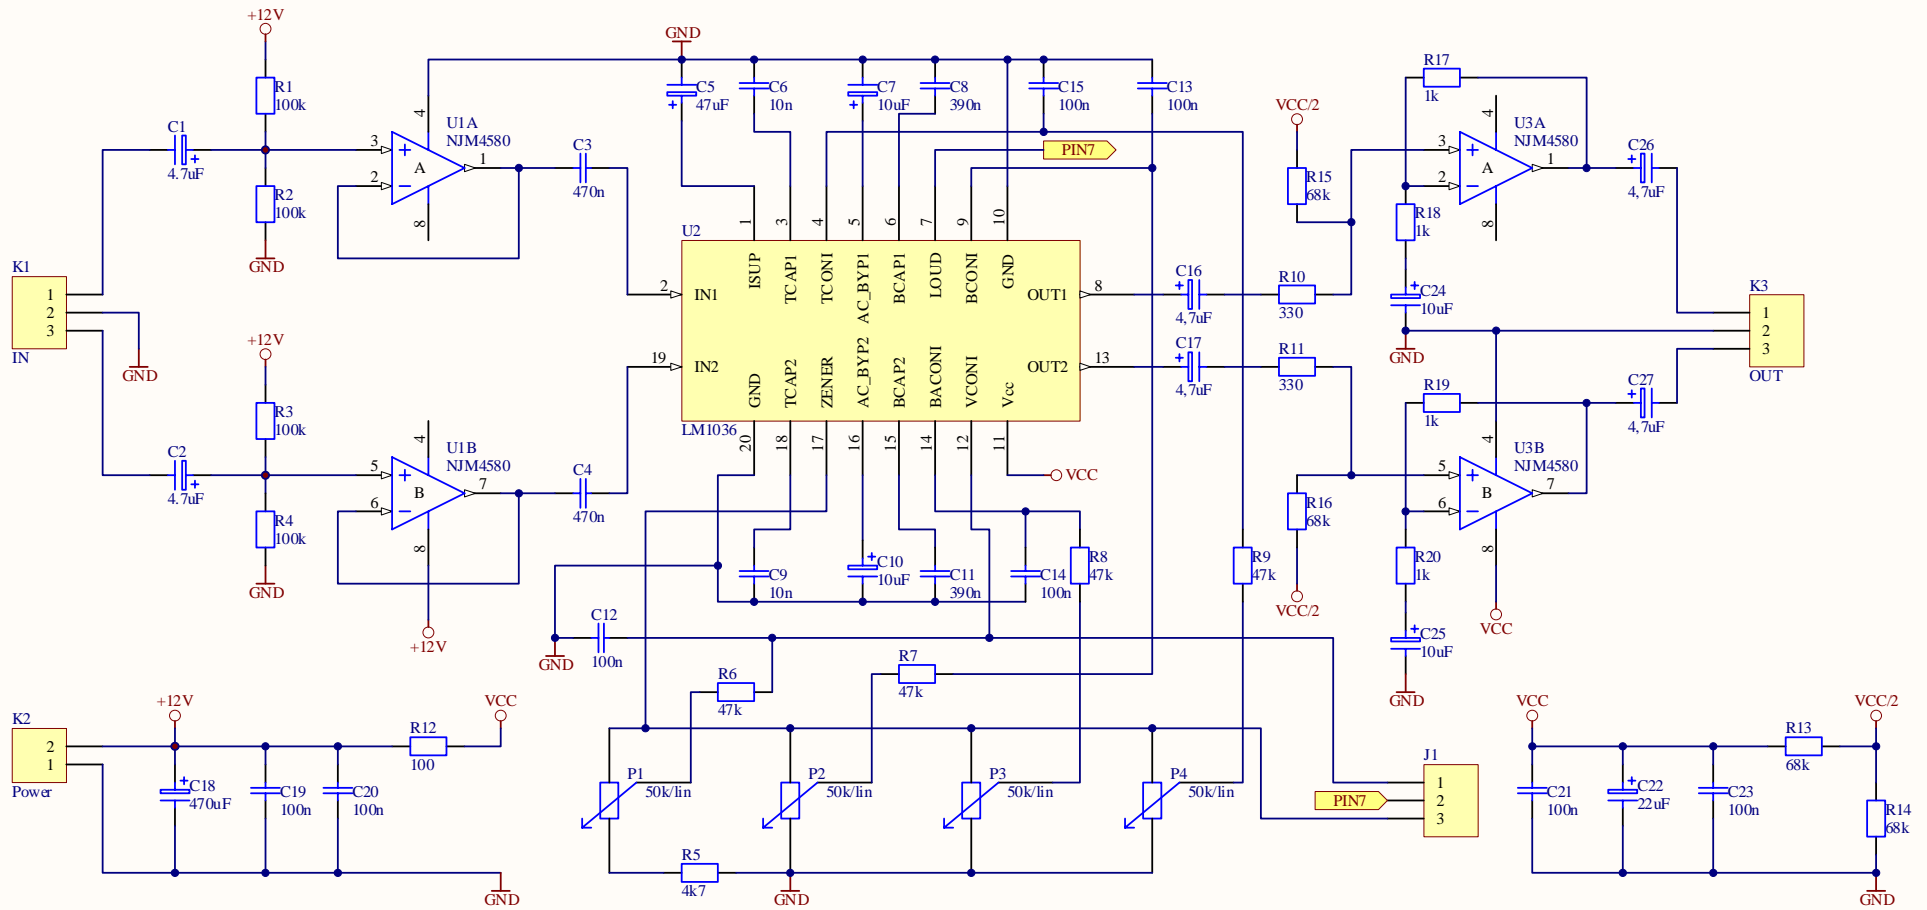 +12V
R1
100k
C1
4.7uF
R2
100k
GND
3
2
4
8
1
A
U1A
NJM4580
C3
470n
K1
1
2
3
IN
GND
+12V
R3
100k
C2
4.7uF
R4
100k
GND
5
6
4
8
7
B
U1B
NJM4580
+12V
C4
470n
GND
C5
47uF
C6
10n
C7
10uF
C8
390n
C15
100n
C13
100n
PIN7
U2
1
3
4
5
6
7
9
10
ISUP
TCAP1
TCONI
AC_BYP1
BCAP1
LOUD
BCONI
GND
2
IN1
19
IN2
OUT1
8
OUT2
13
GND
TCAP2
ZENER
AC_BYP2
BCAP2
BACONI
VCONI
Vcc
LM1036
20
18
17
16
15
14
12
11
VCC
C9
10n
C10
10uF
C11
390n
C14
100n
R8
47k
R9
47k
C12
100n
GND
R6
47k
R7
47k
P1
50k/lin
P2
50k/lin
P3
50k/lin
P4
50k/lin
R5
4k7
GND
J1
1
2
3
PIN7
C16
4,7uF
R10
330
C17
4,7uF
R11
330
VCC/2
R15
68k
R16
68k
VCC/2
R17
1k
3
2
4
8
1
A
U3A
NJM4580
R18
1k
C24
10uF
GND
C26
4,7uF
K3
1
2
3
OUT
R19
1k
C27
4,7uF
5
6
4
8
7
B
U3B
NJM4580
R20
1k
C25
10uF
GND
VCC
K2
2
1
Power
+12V
C18
470uF
C19
100n
C20
100n
R12
100
VCC
GND
VCC
C21
100n
C22
22uF
C23
100n
R13
68k
VCC/2
R14
68k
GND